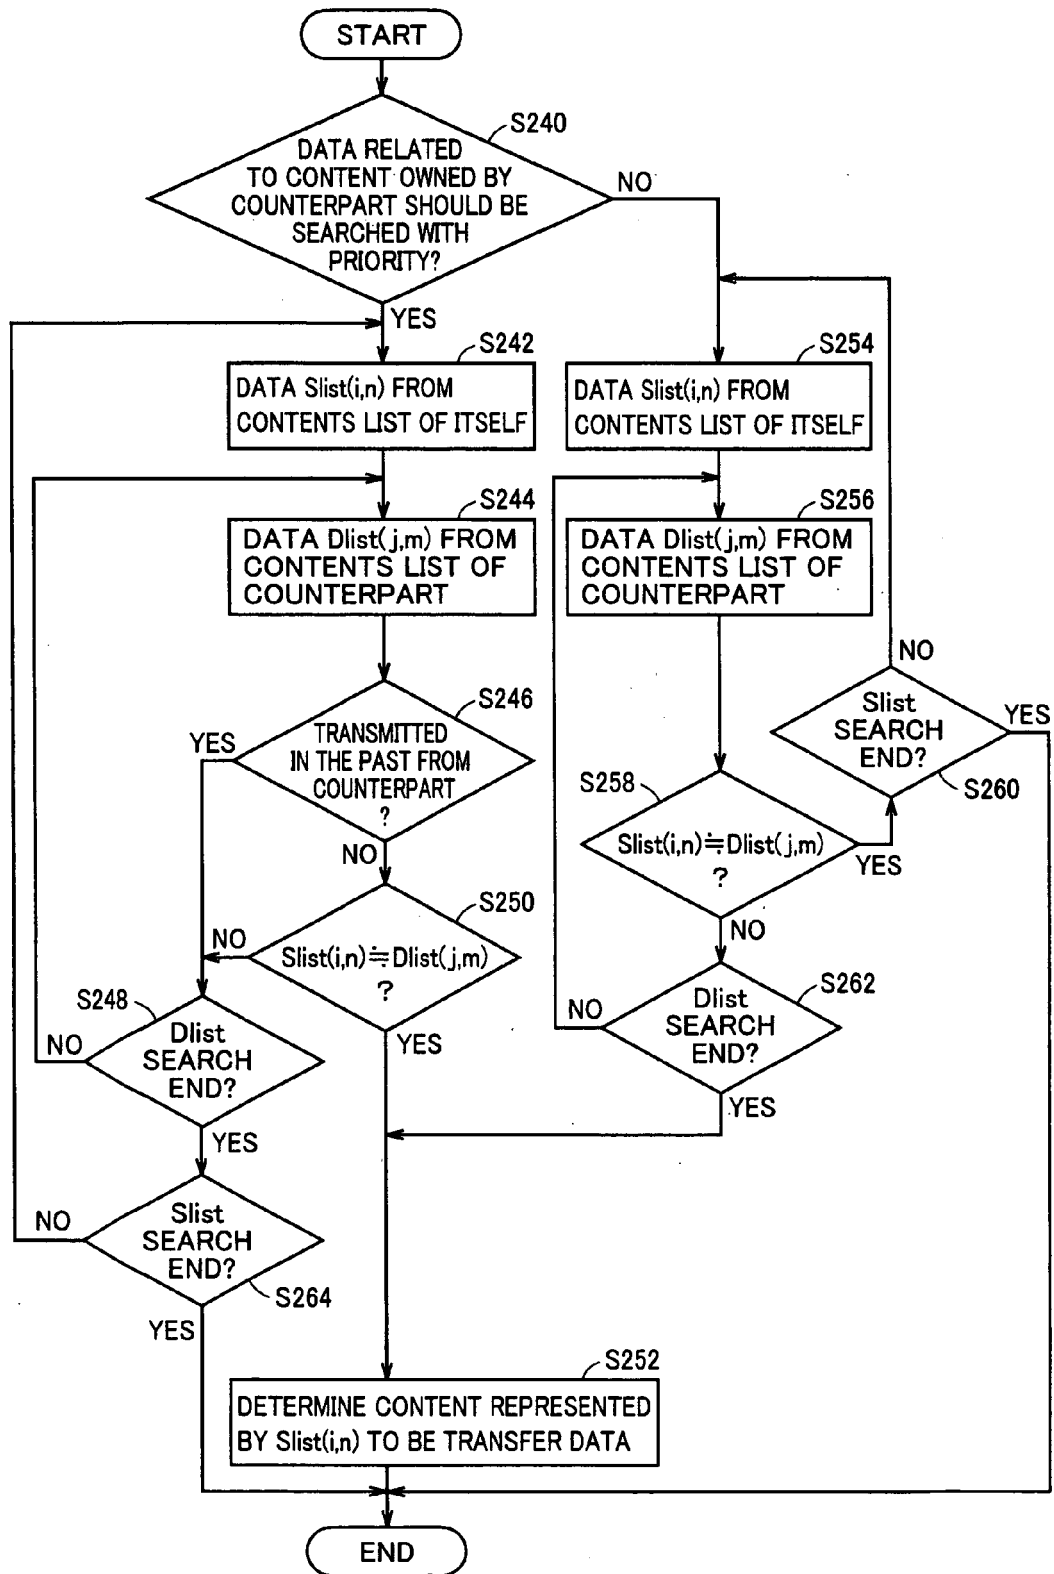 START
S240
DATA RELATED
TO CONTENT OWNED BY
COUNTERPART SHOULD BE
SEARCHED WITH
PRIORITY?
NO
YES
S242
DATA Slist(i,n) FROM
CONTENTS LIST OF ITSELF
S254
DATA Slist(i,n) FROM
CONTENTS LIST OF ITSELF
S244
DATA Dlist(j,m) FROM
CONTENTS LIST OF
COUNTERPART
S256
DATA Dlist(j,m) FROM
CONTENTS LIST OF
COUNTERPART
S246
TRANSMITTED
IN THE PAST FROM
COUNTERPART
?
YES
NO
NO
Slist
SEARCH
END?
YES
S260
S258
Slist(i,n)≒Dlist(j,m)
?
YES
NO
S250
Slist(i,n)≒Dlist(j,m)
?
NO
YES
S248
Dlist
SEARCH
END?
NO
YES
S262
Dlist
SEARCH
END?
NO
YES
Slist
SEARCH
END?
NO
S264
YES
S252
DETERMINE CONTENT REPRESENTED
BY Slist(i,n) TO BE TRANSFER DATA
END